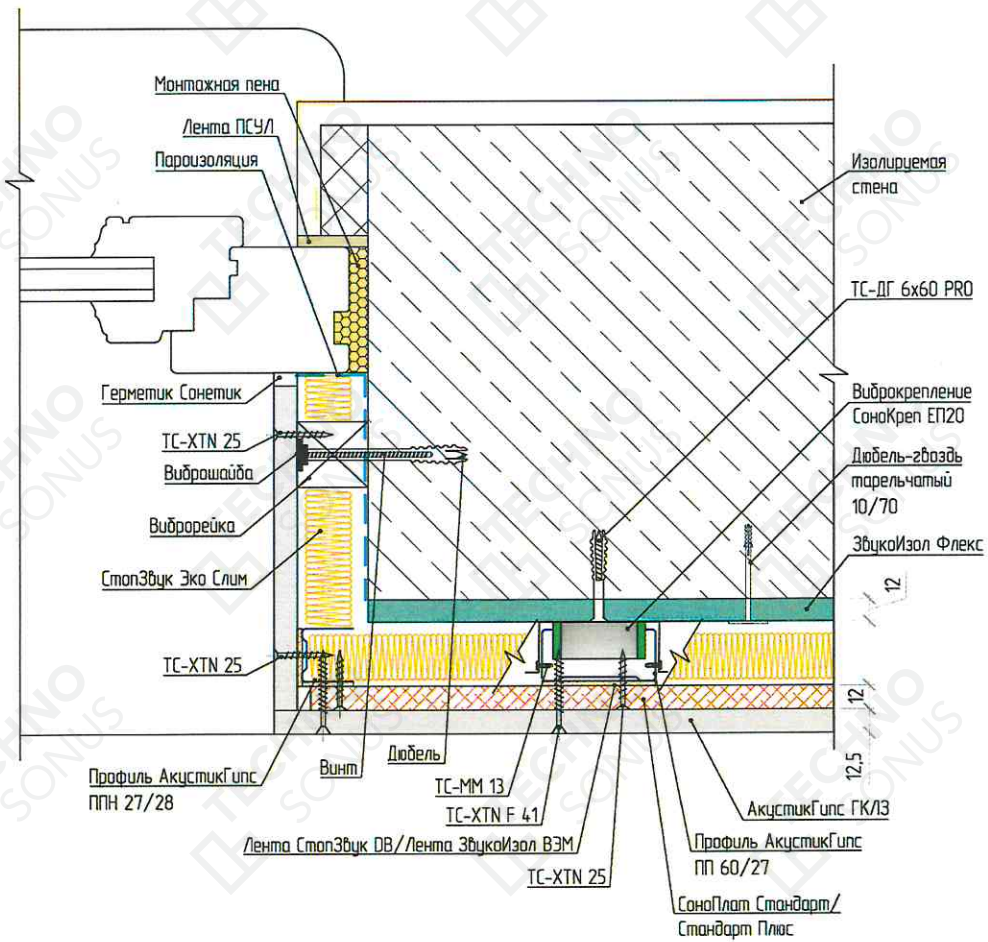 Монтажная пена
Лента ПСУЛ
Пароизоляция
Изолируемая
стена
ТС-ДГ 6х60 PRO
Герметик Сонетик
Виброкрепление
СоноКреп ЕП20
ТС-XTN 25
Виброшайба
Дюбель-гвоздь
тарельчатый
10/70
Виброрейка
ЗвукоИзол Флекс
СтопЗвук Эко Слим
12
ТС-XTN 25
12
12,5
Профиль АкустикГипс
ППН 27/28
Винт
Дюбель
ТС-ММ 13
ТС-XTN F 41
АкустикГипс ГКЛЗ
Лента СтопЗвук DB/Лента ЗвукоИзол ВЭМ
Профиль АкустикГипс
ПП 60/27
ТС-XTN 25
СоноПлат Стандарт/
Стандарт Плюс
TECHNO
SONUS